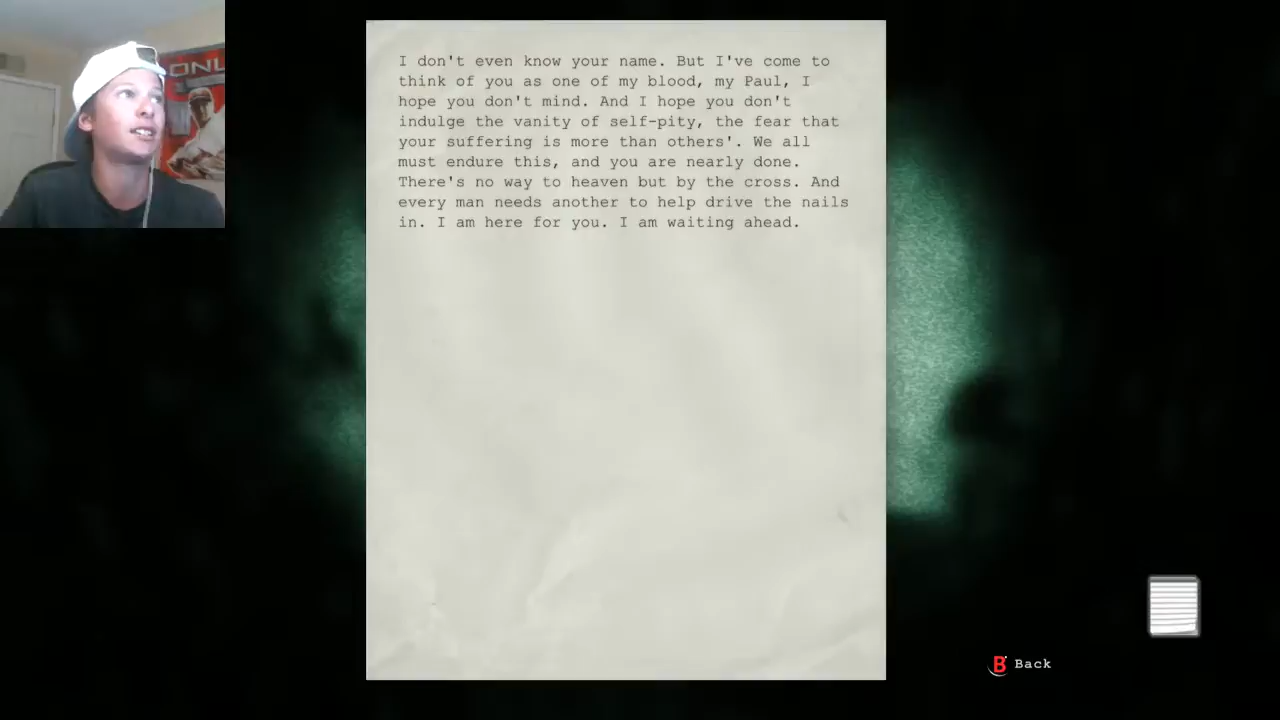 ONL
I don't even know your name. But I've come to
think of you as one of my blood, my Paul, I
hope you don't mind. And I hope you don't
indulge the vanity of self-pity, the fear that
your suffering is more than others'. We all
must endure this, and you are nearly done.
There's no way to heaven but by the cross. And
every man needs another to help drive the nails
in. I am here for you. I am waiting ahead.
B Back